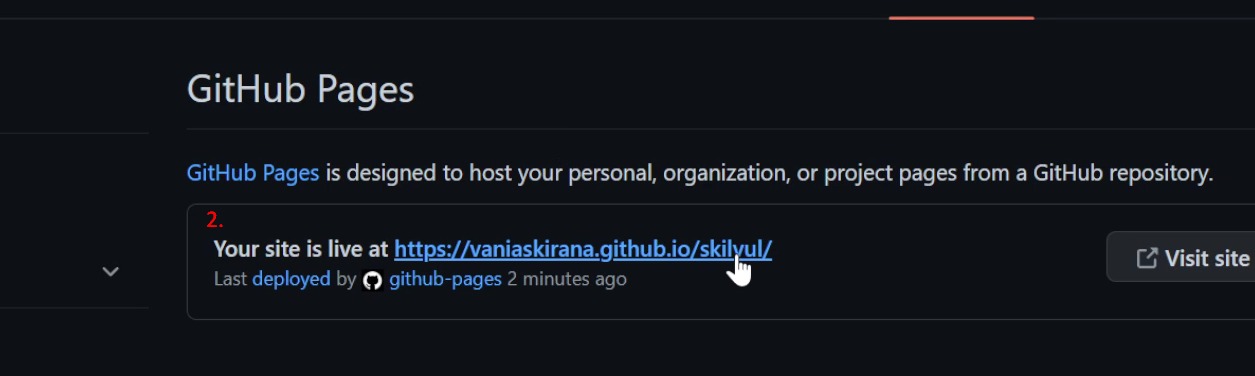 GitHub Pages
GitHub Pages is designed to host your personal, organization, or project pages from a GitHub repository.
2.
Your site is live at https://vaniaskirana.github.io/skilvul/
Visit site
Last deployed by github-pages 2 minutes ago